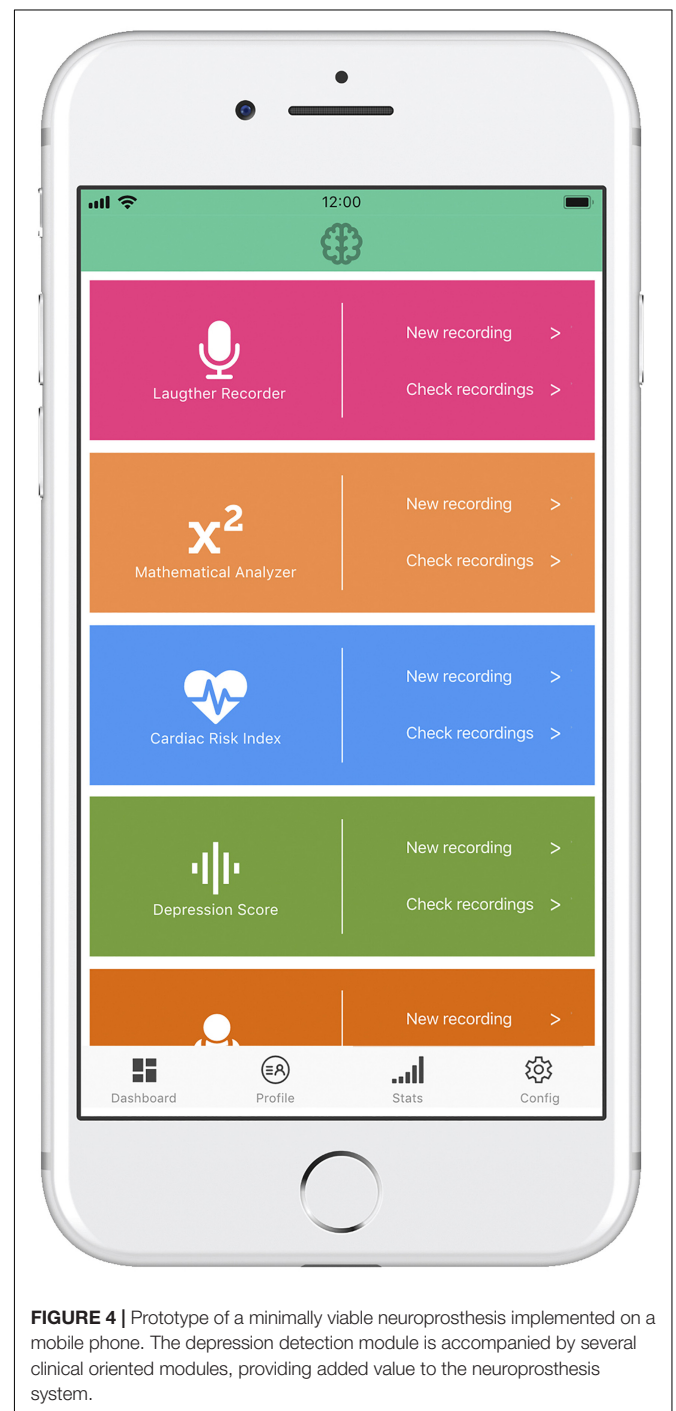 12:00
Laugther Recorder
New recording >
Check recordings >
x²
Mathematical Analyzer
New recording >
Check recordings >
Cardiac Risk Index
New recording >
Check recordings >
Depression Score
New recording >
Check recordings >
New recording >
Dashboard
Profile
Stats
Config
FIGURE 4 | Prototype of a minimally viable neuroprosthesis implemented on a
mobile phone. The depression detection module is accompanied by several
clinical oriented modules, providing added value to the neuroprosthesis
system.